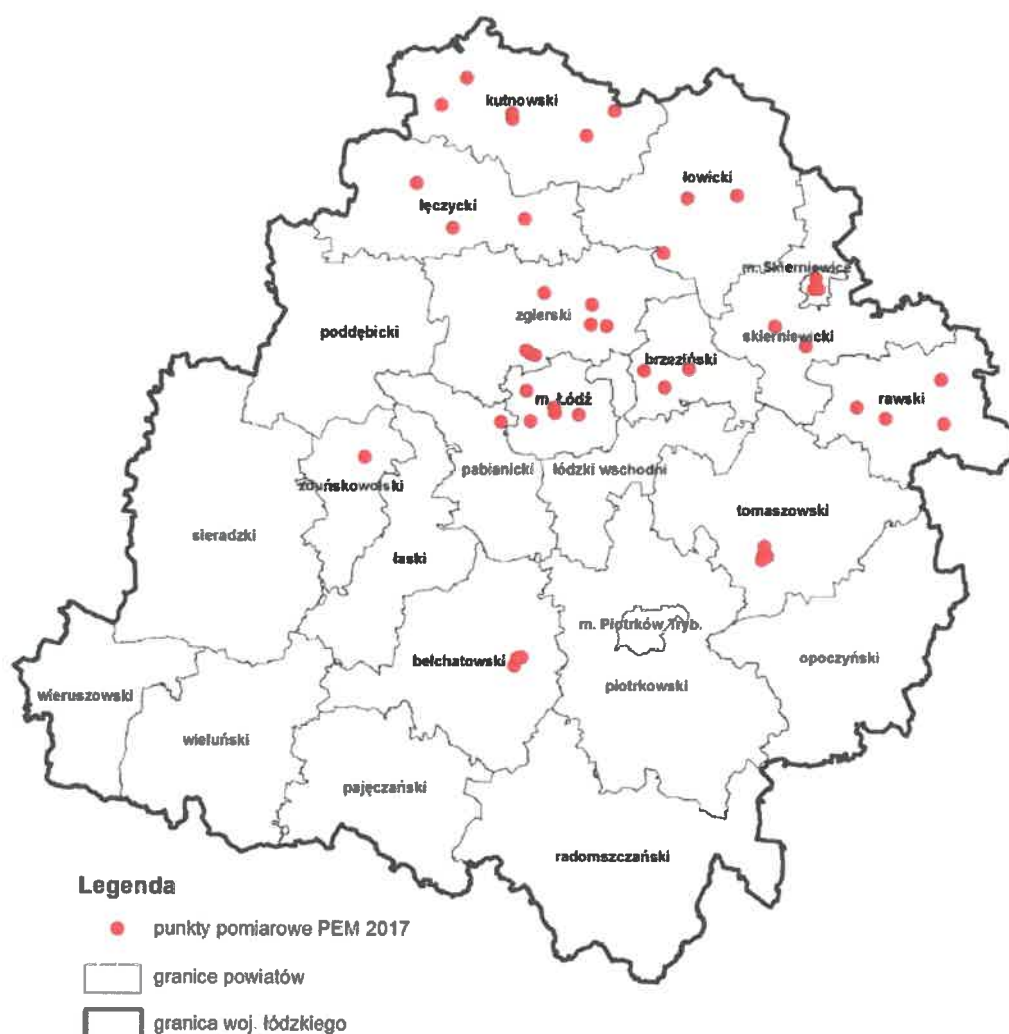 kutnowski
łowicki
łęczycki
m. Skierniewice
zgierski
skierniewicki
poddębicki
brzeziński
rawski
m. Łódź
pabianicki
łódzki wschodni
zduńskowolski
tomaszowski
sieradzki
łaski
m. Piotrków Tryb.
bełchatowski
opoczyński
wieruszowski
piotrkowski
wieluński
pajęczański
radomszczański
Legenda
punkty pomiarowe PEM 2017
granice powiatów
granica woj. łódzkiego